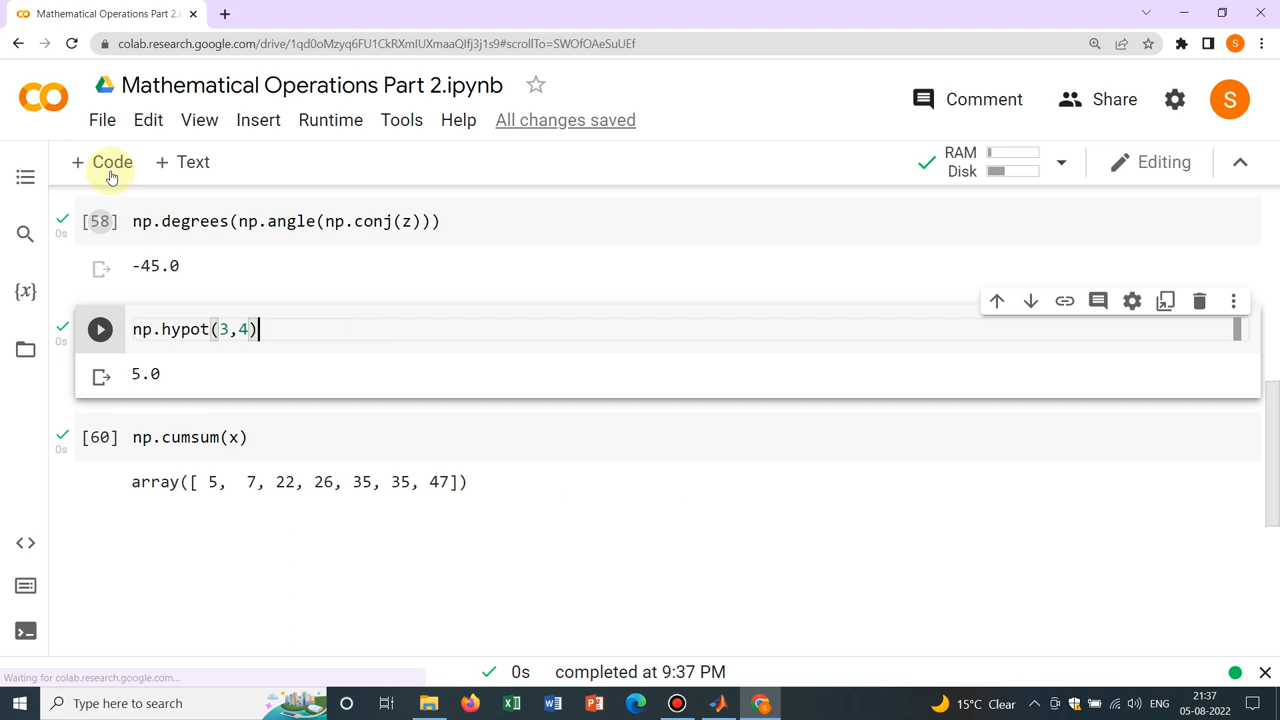 Mathematical Operations Part 2.i
colab.research.google.com/drive/1qd0oMzyq6FU1CkRXmIUXmaaQIfj3j1s9#scrollTo=SWOfOAeSuUEf
S
CO
Mathematical Operations Part 2.ipynb
Comment
Share
S
File Edit View Insert Runtime Tools Help All changes saved
+ Code + Text
RAM
Disk
Editing
[58] np.degrees(np.angle(np.conj(z)))
0s
-45.0
{x}
np.hypot(3,4)
0s
5.0
[60] np.cumsum(x)
0s
array([ 5,  7, 22, 26, 35, 35, 47])
0s completed at 9:37 PM
Waiting for colab.research.google.com...
Type here to search
15°C Clear
ENG
21:37
05-08-2022